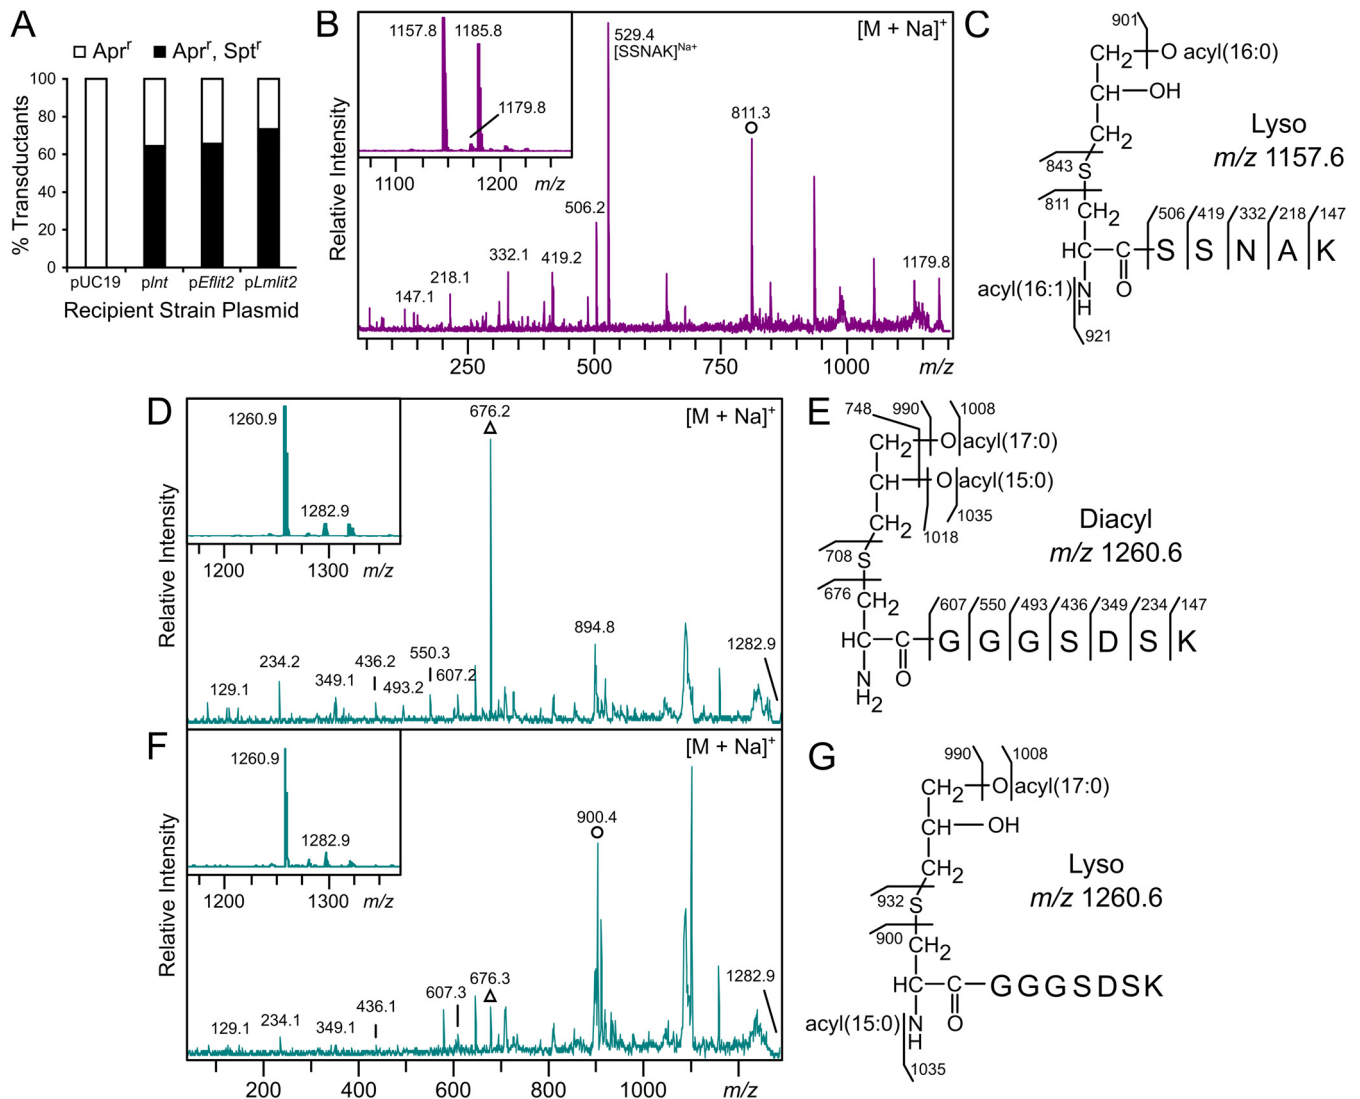 A
Aprʳ
Aprʳ, Sptʳ
100
80
60
40
20
0
% Transductants
pUC19
pInt
pEflit2
pLmlit2
Recipient Strain Plasmid
B
[M + Na]⁺
1157.8
1185.8
1179.8
1100
1200
m/z
529.4
[SSNAK]Na+
811.3
506.2
332.1
419.2
218.1
147.1
1179.8
Relative Intensity
250
500
750
1000
m/z
C
901
CH₂
O acyl(16:0)
CH
OH
CH₂
Lyso
m/z 1157.6
843
S
811
CH₂
506
419
332
218
147
HC
C
S S N A K
acyl(16:1)
N
H
O
921
D
[M + Na]⁺
1260.9
1282.9
1200
1300
m/z
676.2
894.8
1282.9
129.1
234.2
349.1
436.2
493.2
550.3
607.2
Relative Intensity
E
748
990
1008
CH₂
O
acyl(17:0)
CH
O
acyl(15:0)
CH₂
1035
1018
Diacyl
m/z 1260.6
708
S
676
CH₂
607
550
493
436
349
234
147
HC
C
G G G S D S K
N
H₂
O
F
[M + Na]⁺
1260.9
1282.9
1200
1300
m/z
900.4
676.3
607.3
1282.9
129.1
234.1
349.1
436.1
Relative Intensity
200
400
600
800
1000
m/z
G
990
1008
CH₂
O
acyl(17:0)
CH
OH
CH₂
Lyso
m/z 1260.6
932
S
900
CH₂
HC
C
GGGSDSK
acyl(15:0)
N
H
O
1035